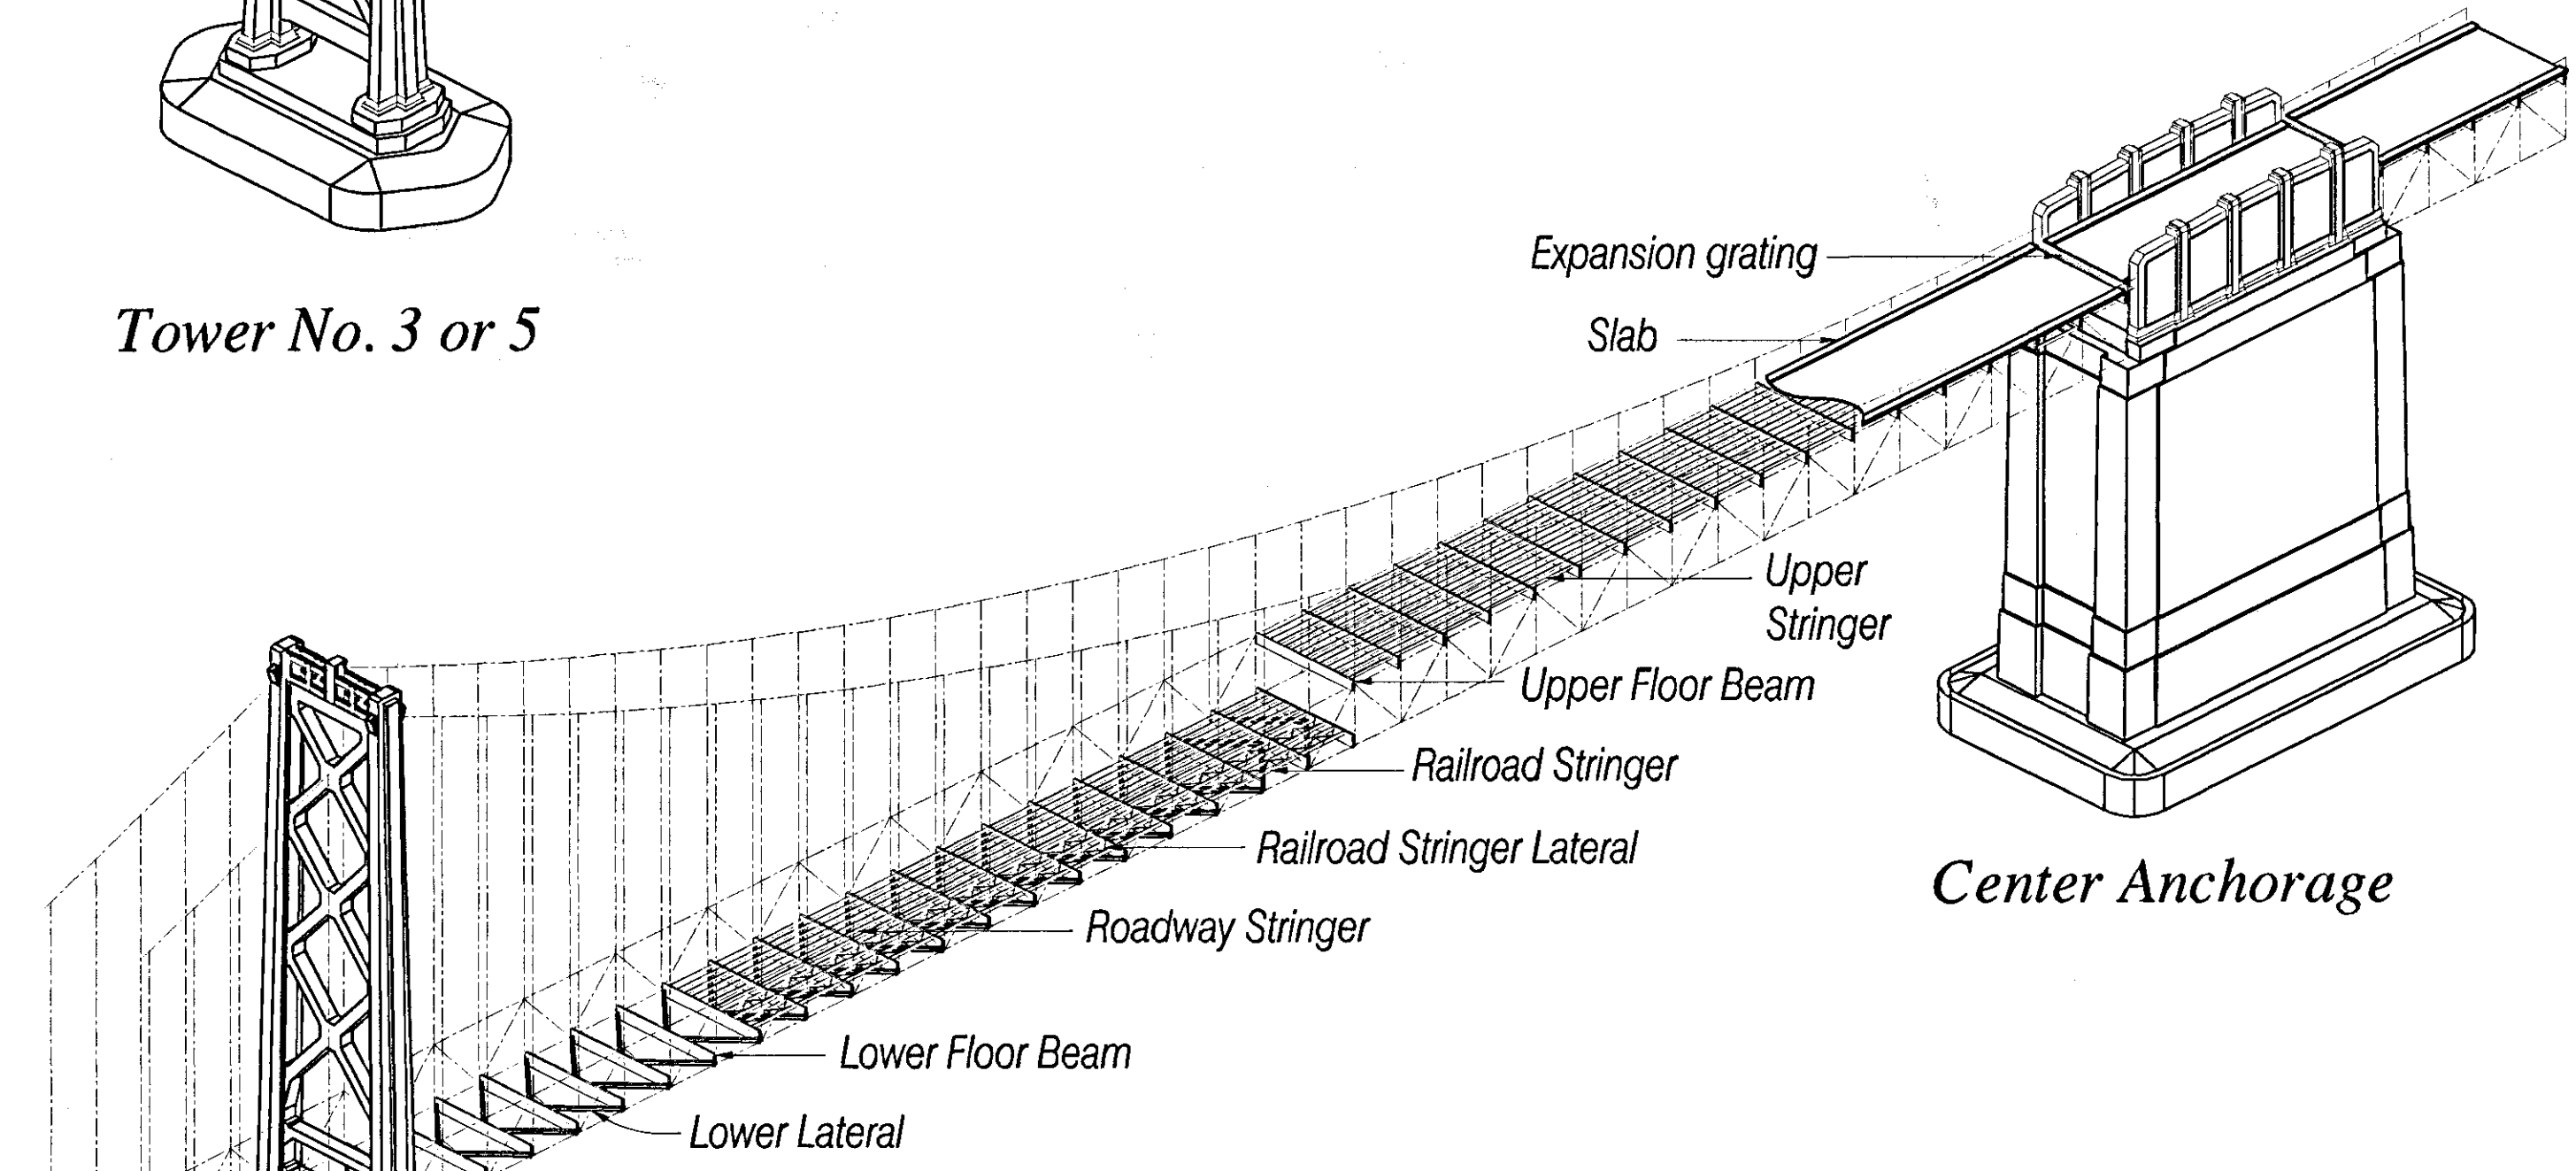 Tower No. 3 or 5
Expansion grating
Slab
Upper
Stringer
Upper Floor Beam
Railroad Stringer
Railroad Stringer Lateral
Center Anchorage
Roadway Stringer
Lower Floor Beam
Lower Lateral